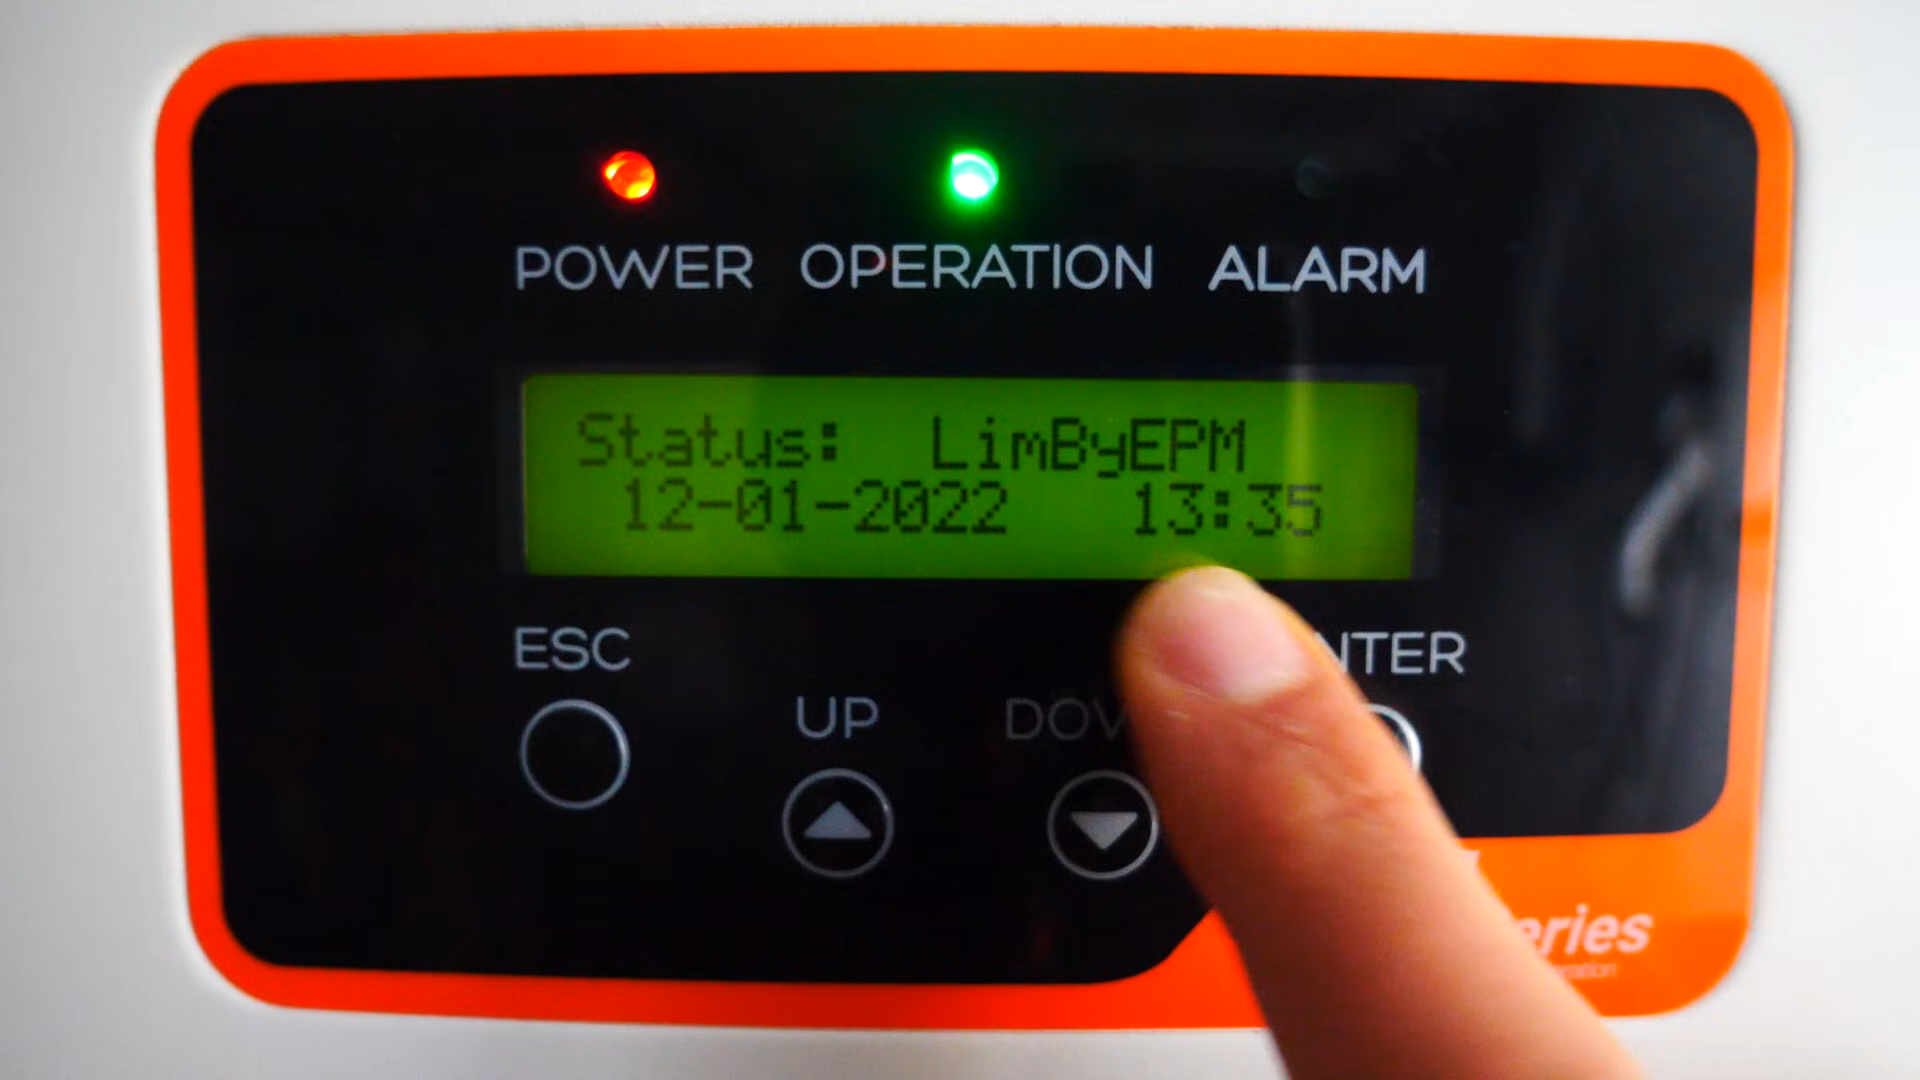 POWER OPERATION ALARM
Status: LimByEPM
12-01-2022 13:35
ESC
UP